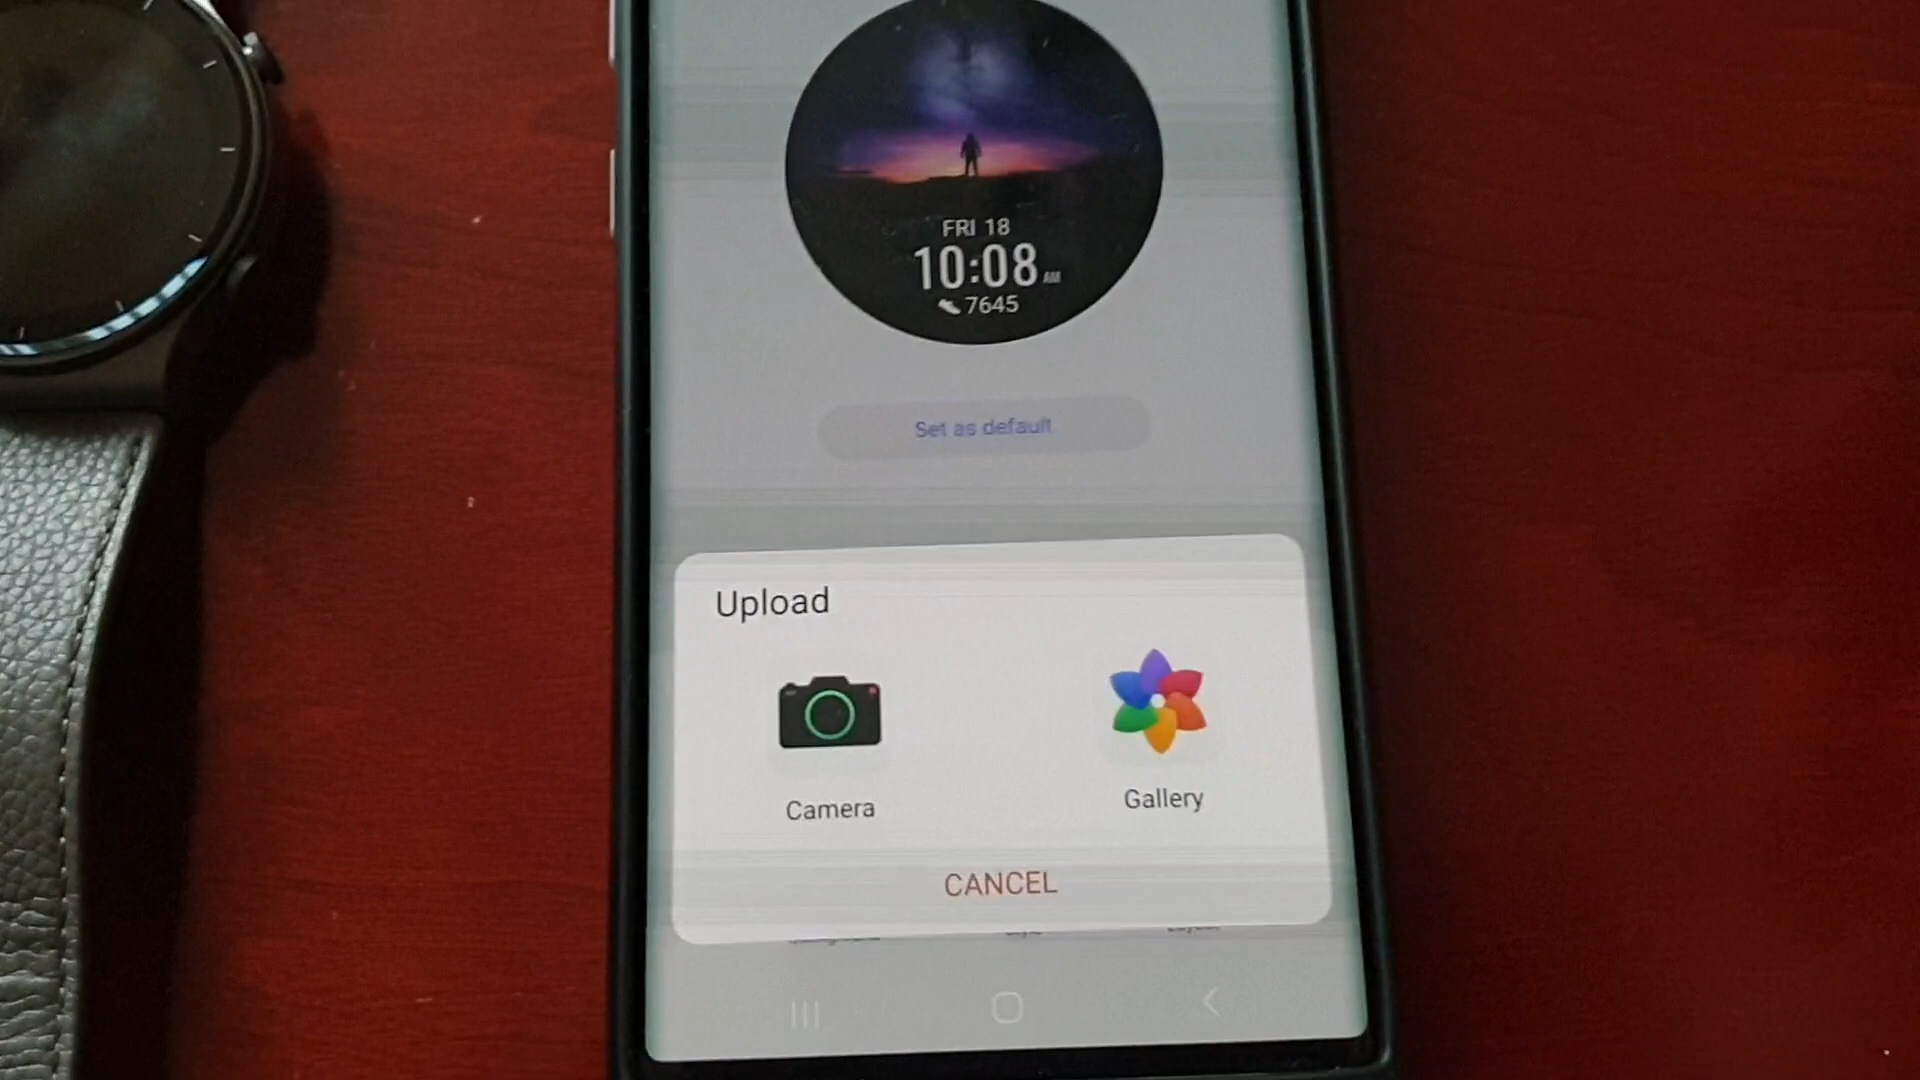 FRI 18
10:08 AM
7645
Set as default
Upload
Camera
Gallery
CANCEL